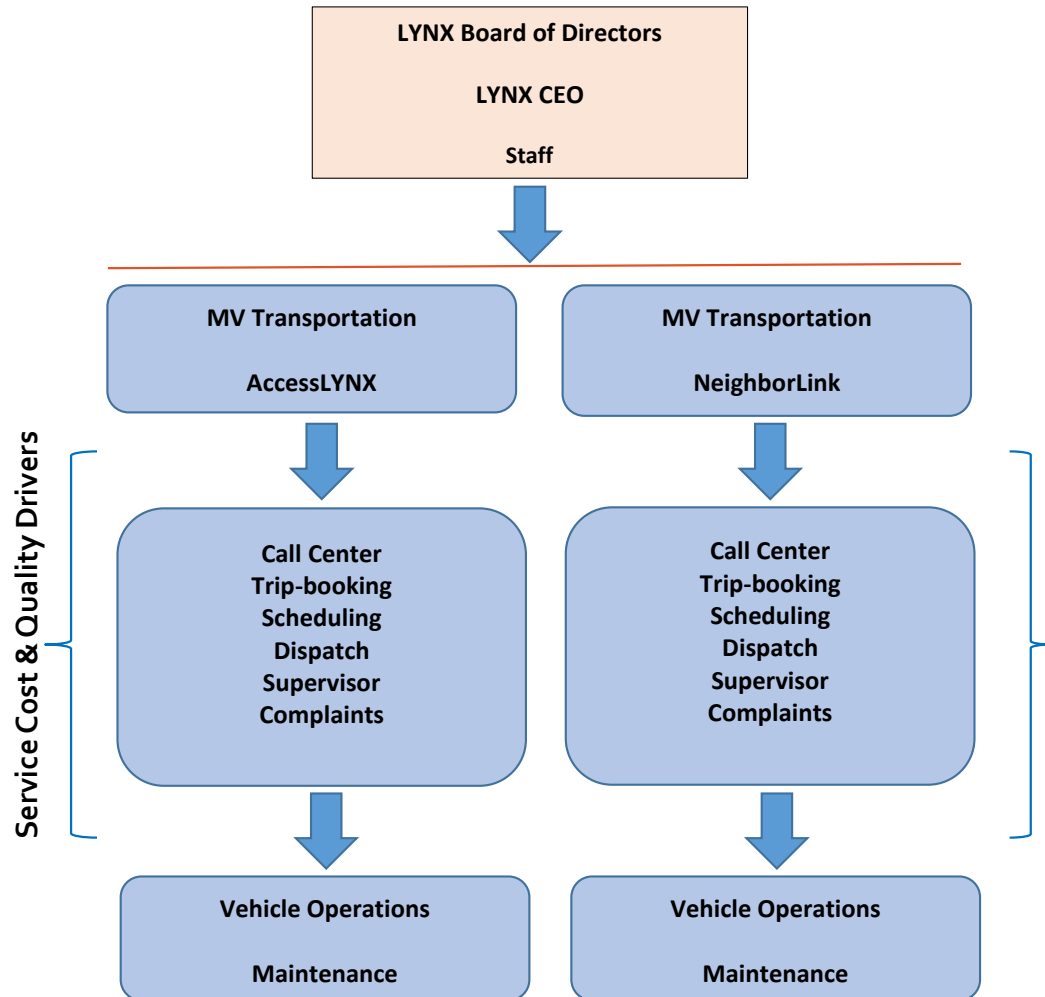 LYNX Board of Directors
LYNX CEO
Staff
MV Transportation
AccessLYNX
MV Transportation
NeighborLink
Service Cost & Quality Drivers
Call Center
Trip-booking
Scheduling
Dispatch
Supervisor
Complaints
Call Center
Trip-booking
Scheduling
Dispatch
Supervisor
Complaints
Vehicle Operations
Maintenance
Vehicle Operations
Maintenance